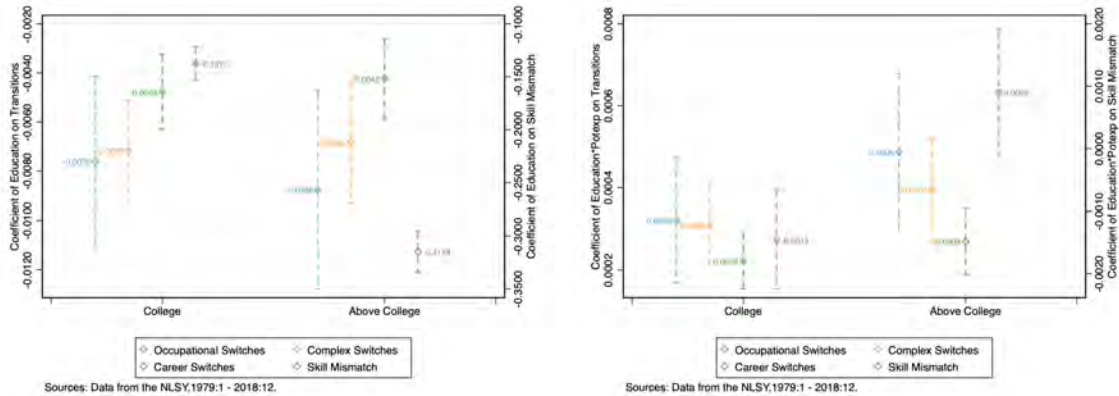 Coefficient of Education on Transitions
-0.0020
-0.0040
-0.0060
-0.0080
-0.0100
-0.0120
-0.1000
-0.1500
-0.2000
-0.2500
-0.3000
-0.3500
Coefficient of Education on Skill Mismatch
College
Above College
Occupational Switches
Complex Switches
Career Switches
Skill Mismatch
Sources: Data from the NLSY,1979:1 - 2018:12.
Coefficient of Education*Potexp on Transitions
0.0008
0.0006
0.0004
0.0002
0.0020
0.0010
0.0000
-0.0010
-0.0020
Coefficient of Education*Potexp on Skill Mismatch
College
Above College
Occupational Switches
Complex Switches
Career Switches
Skill Mismatch
Sources: Data from the NLSY,1979:1 - 2018:12.